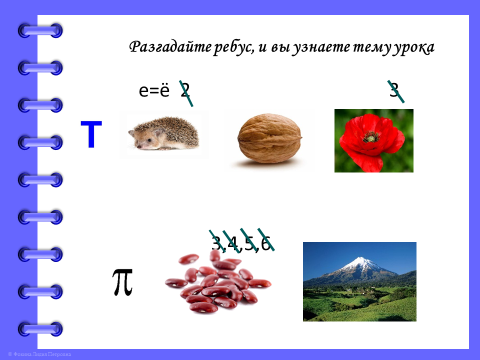 Разгадайте ребус, и вы узнаете тему урока
е=ё 2 3
Т
3,4,5,6
π